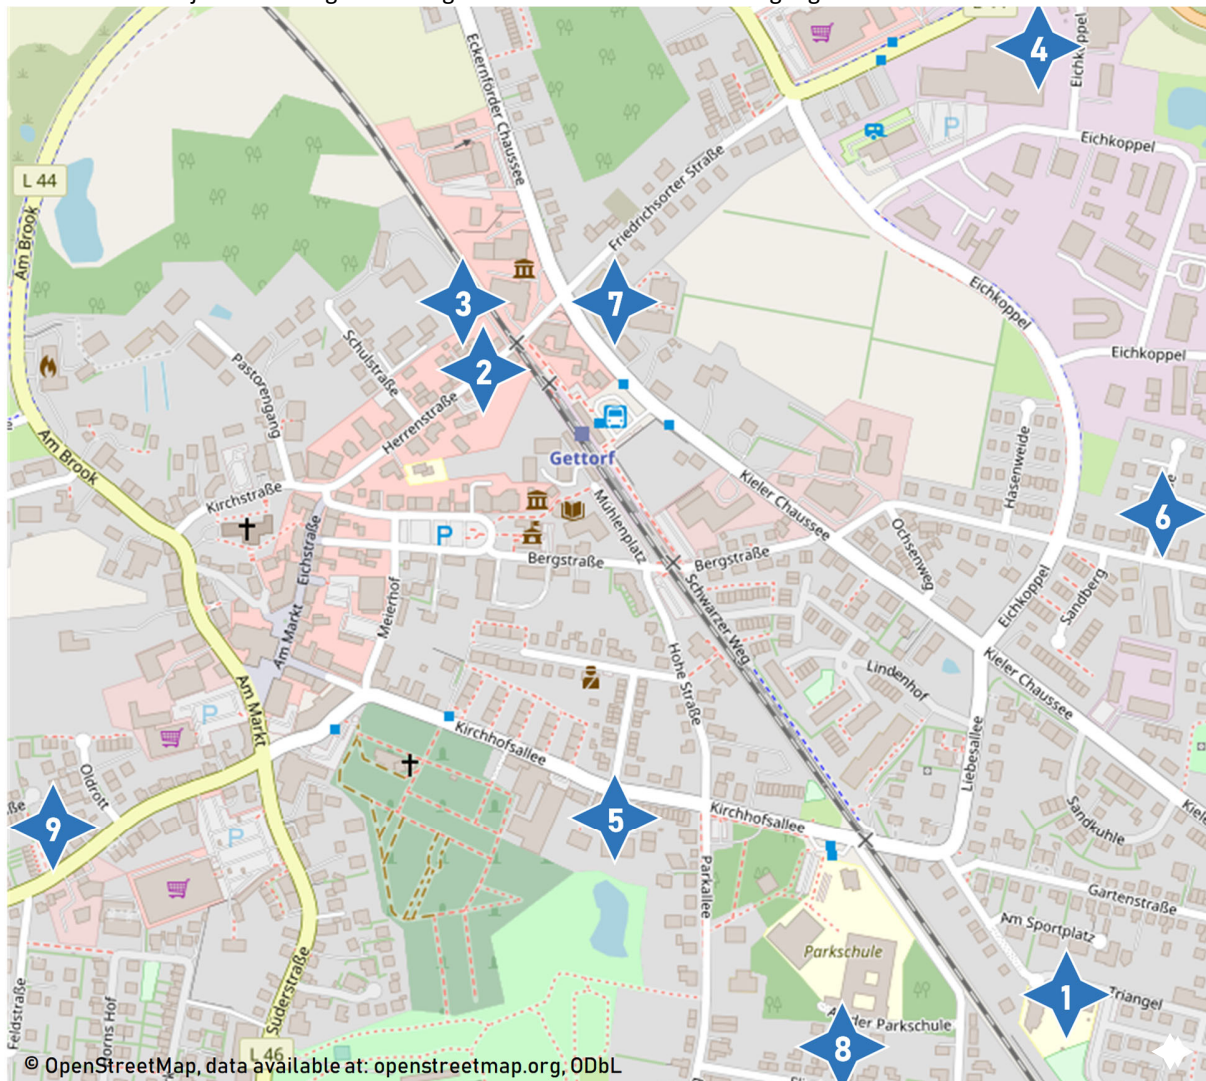 Eckernförder Chaussee
4
Eichkoppel
P
Eichkoppel
L 44
Am Brook
Friedrichsorter Straße
3
7
Eichkoppel
2
Schulstraße
Pastorengang
Herrenstraße
Eichkoppel
Gettorf
Am Brook
Hasenweide
Kieler Chaussee
Kirchstraße
Mühlenplatz
6
P
Eichstraße
Bergstraße
Bergstraße
Ochsenweg
Meierhof
Schwarzer Weg
Eichkoppel
Sandberg
Am Markt
Hohe Straße
Lindenhof
Kieler Chaussee
Am Markt
P
Kirchhofsallee
Liebesallee
Oldrott
9
5
Kirchhofsallee
Sandkuhle
P
Parkallee
Gartenstraße
Am Sportplatz
Parkschule
1
Triangel
Feldstraße
Suderstraße
8
der Parkschule
L 46
© OpenStreetMap, data available at: openstreetmap.org, ODbL